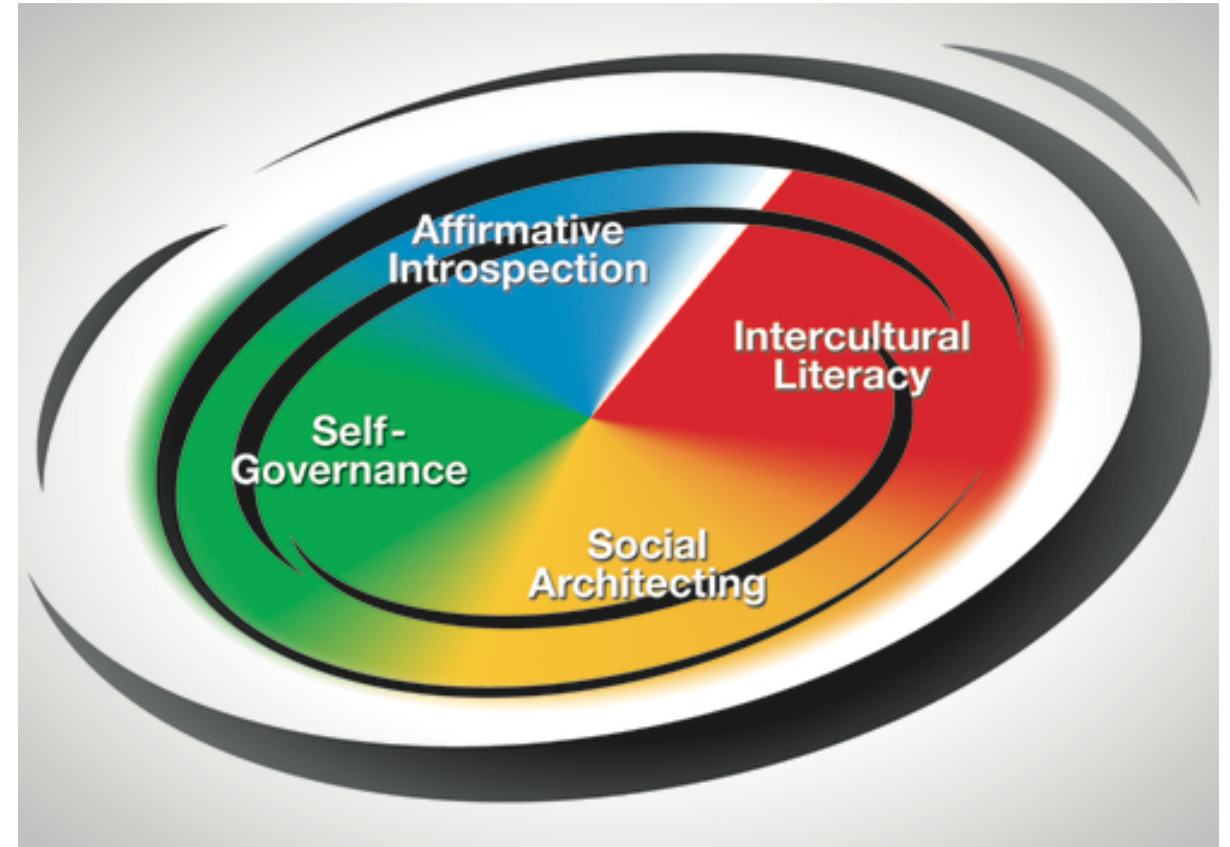 Affirmative
Introspection
Intercultural
Literacy
Self-
Governance
Social
Architecting